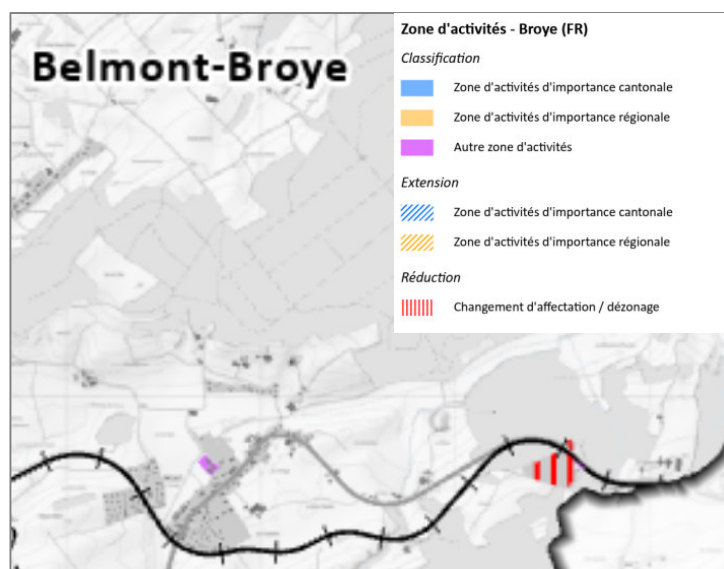 Belmont-Broye
Zone d'activités - Broye (FR)
Classification
Zone d'activités d'importance cantonale
Zone d'activités d'importance régionale
Autre zone d'activités
Extension
Zone d'activités d'importance cantonale
Zone d'activités d'importance régionale
Réduction
Changement d'affectation / dézonage